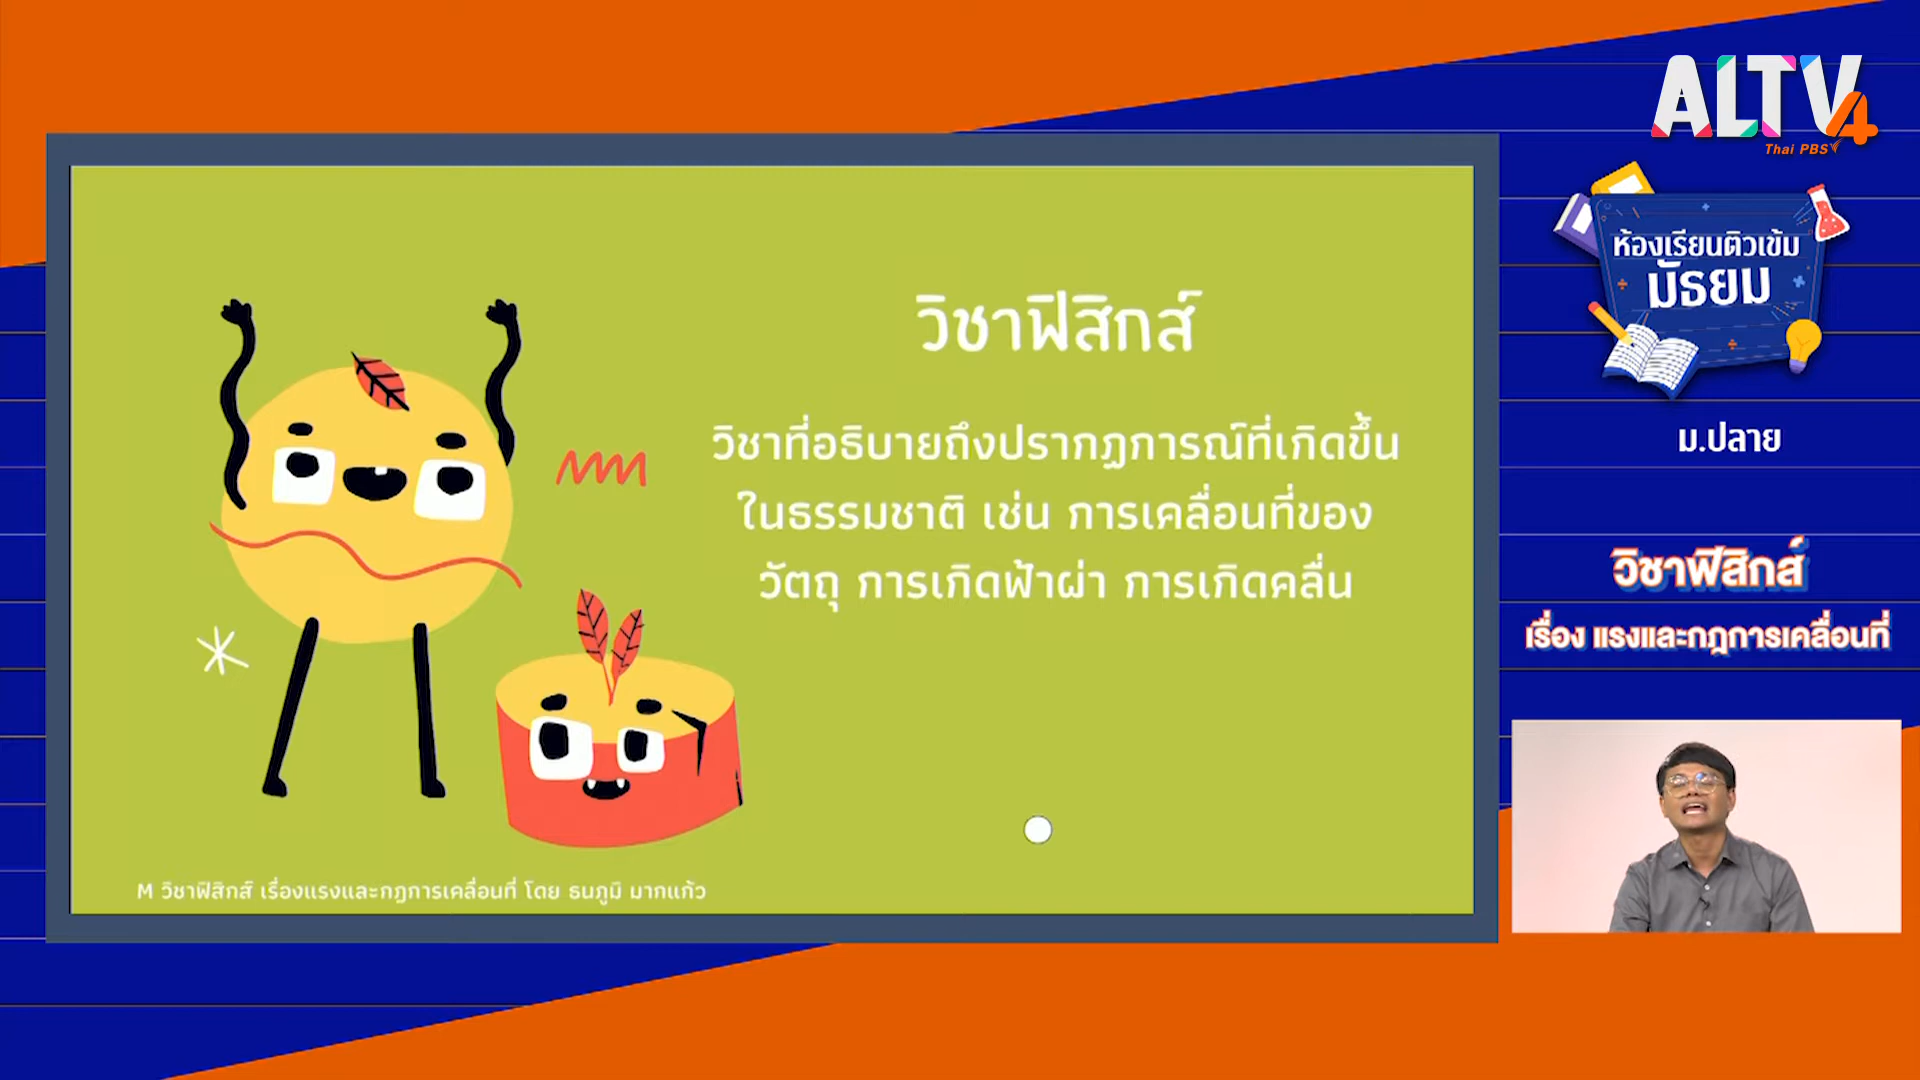 ALTV4
Thai PBS
ห้องเรียนติวเข้ม
มัธยม
ม.ปลาย
วิชาฟิสิกส์
เรื่อง แรงและกฎการเคลื่อนที่
วิชาฟิสิกส์
วิชาที่อธิบายถึงปรากฏการณ์ที่เกิดขึ้น
ในธรรมชาติ เช่น การเคลื่อนที่ของ
วัตถุ การเกิดฟ้าผ่า การเกิดคลื่น
M วิชาฟิสิกส์ เรื่องแรงและกฎการเคลื่อนที่ โดย ธนภูมิ มากแก้ว